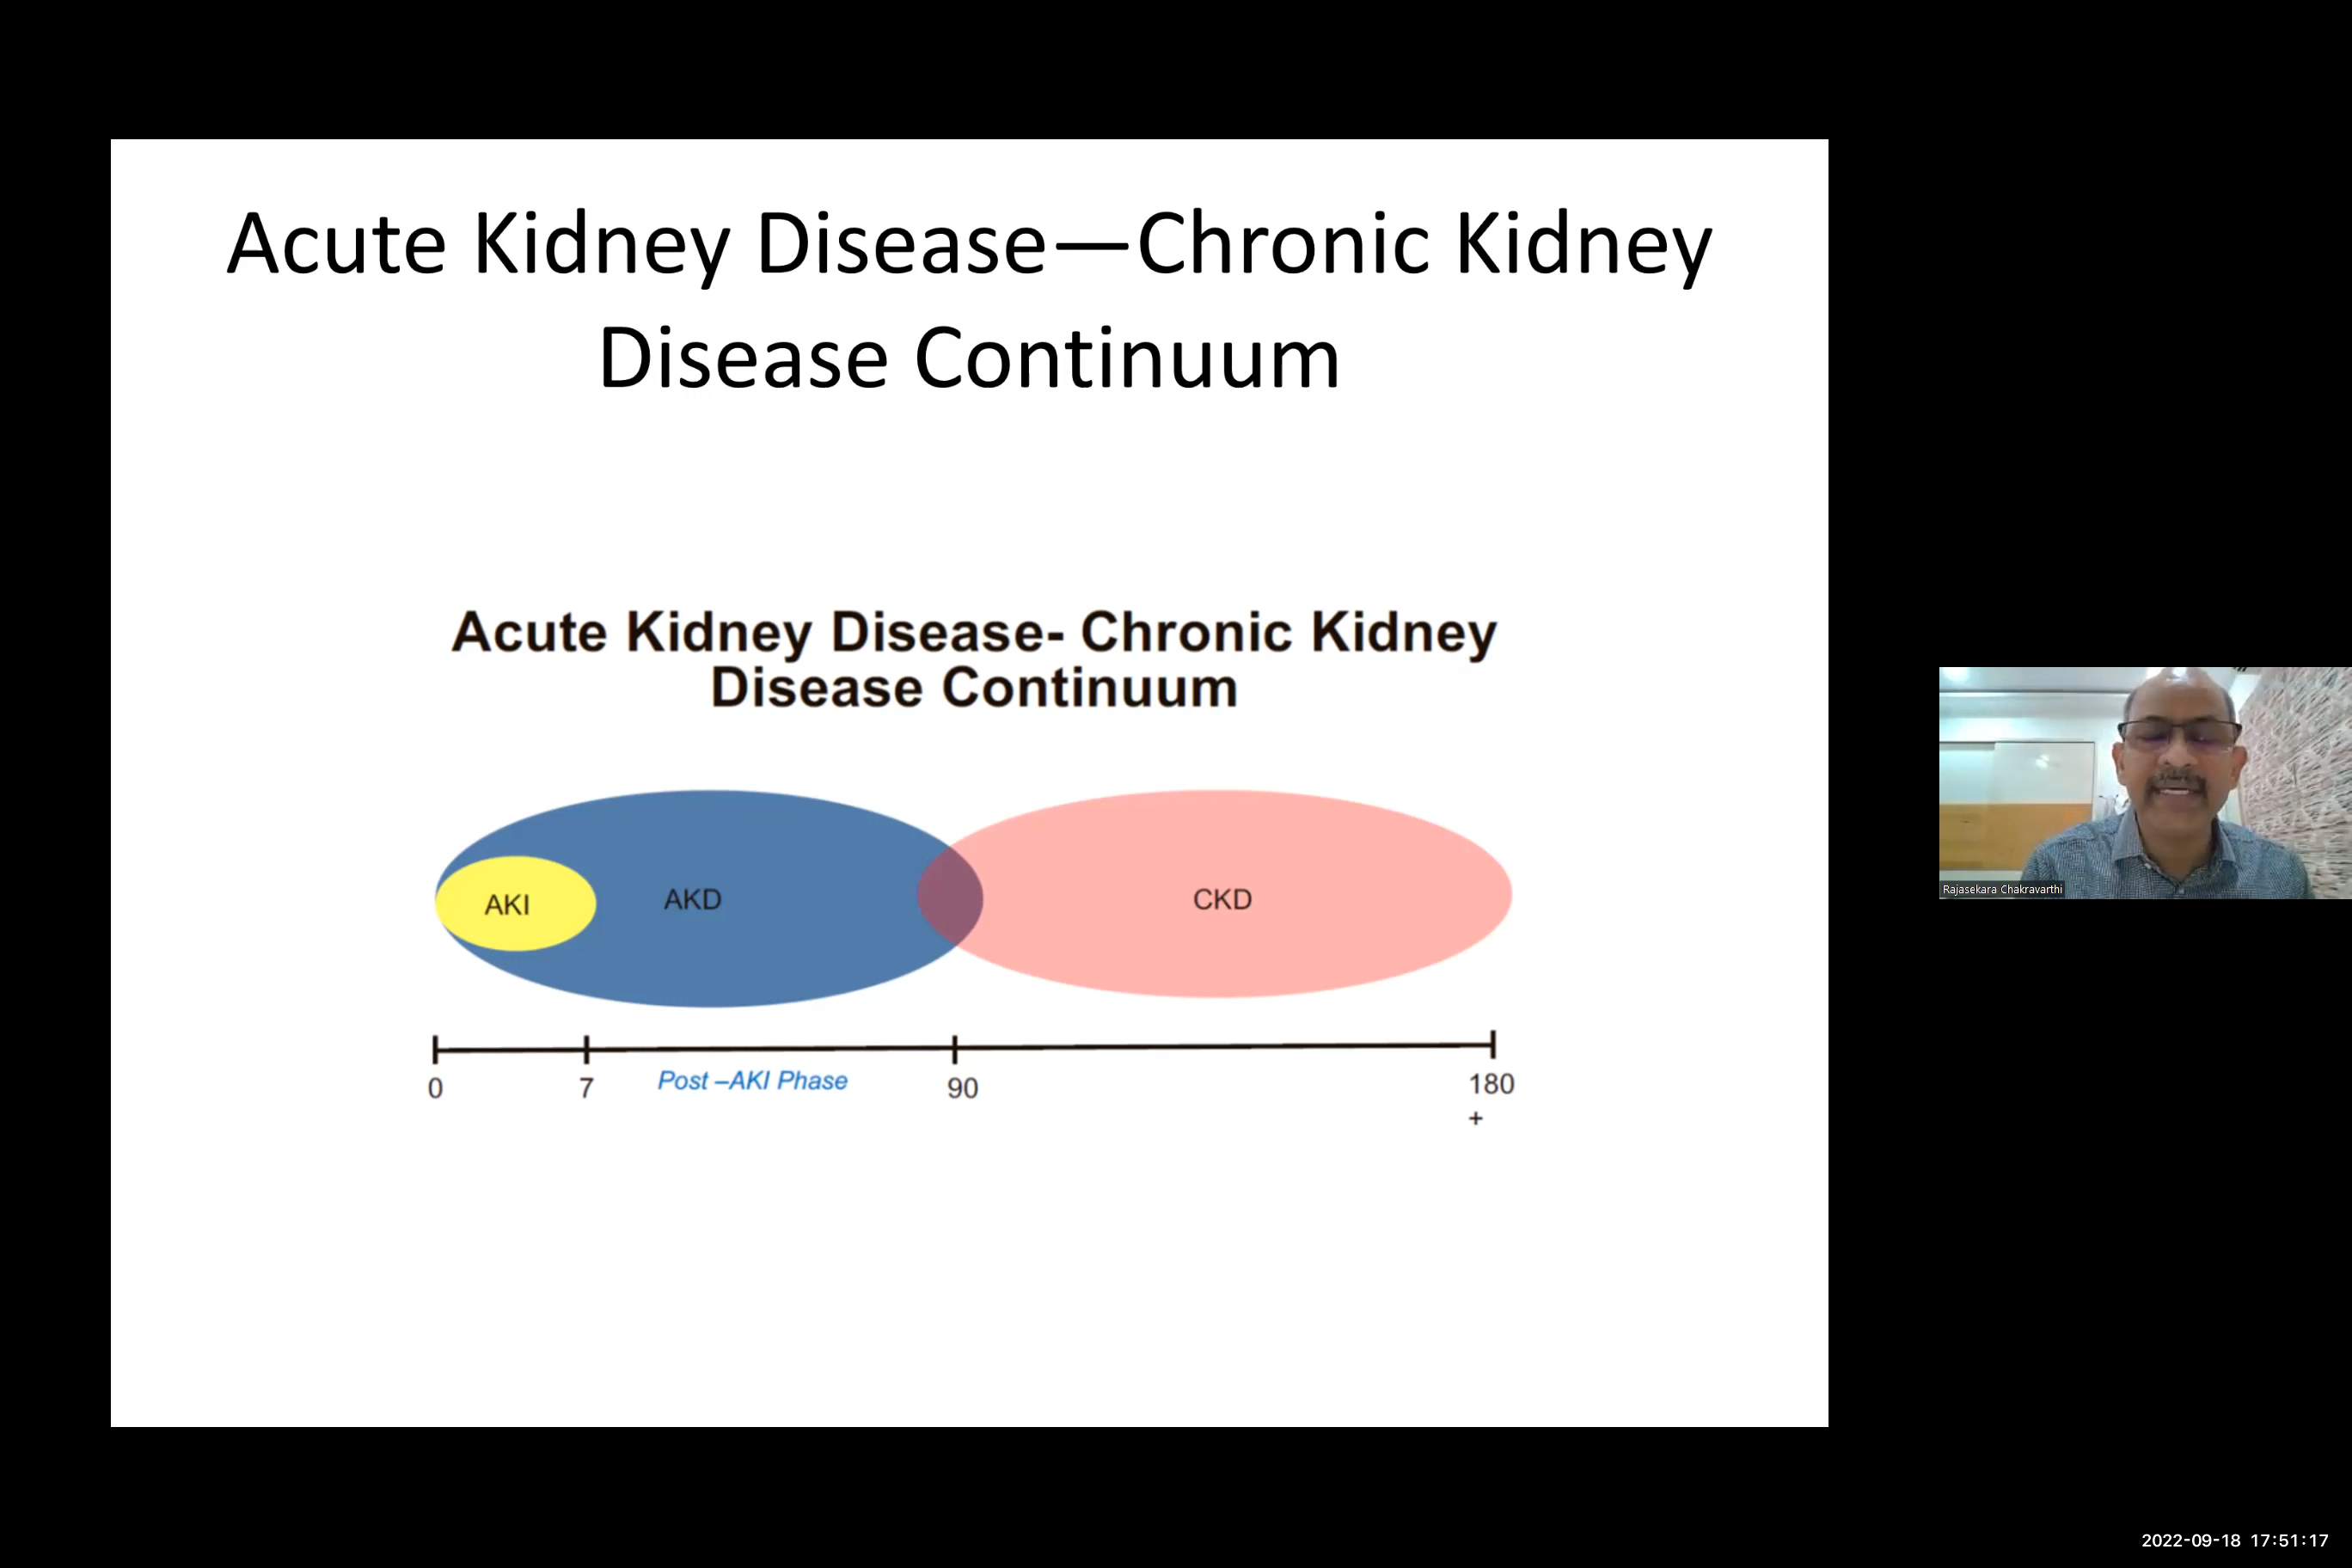 Acute Kidney Disease—Chronic Kidney
Disease Continuum
Acute Kidney Disease- Chronic Kidney
Disease Continuum
AKI
AKD
CKD
0
7
Post –AKI Phase
90
180
+
Rajasekara Chakravarthi
2022-09-18 17:51:17